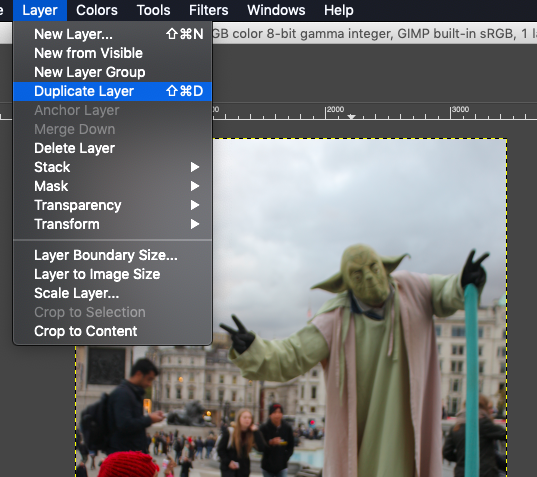 Layer Colors Tools Filters Windows Help
GB color 8-bit gamma integer, GIMP built-in sRGB, 1 la
New Layer... ⇧⌘N
New from Visible
New Layer Group
Duplicate Layer ⇧⌘D
Anchor Layer
Merge Down
Delete Layer
Stack
Mask
Transparency
Transform
Layer Boundary Size...
Layer to Image Size
Scale Layer...
Crop to Selection
Crop to Content
2000
3000